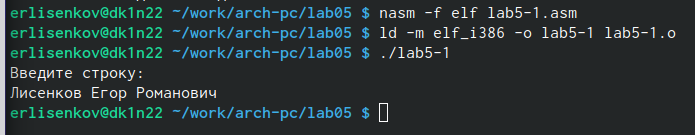 erlisenkov@dk1n22 ~/work/arch-pc/lab05 $ nasm -f elf lab5-1.asm
erlisenkov@dk1n22 ~/work/arch-pc/lab05 $ ld -m elf_i386 -o lab5-1 lab5-1.o
erlisenkov@dk1n22 ~/work/arch-pc/lab05 $ ./lab5-1
Введите строку:
Лисенков Егор Романович
erlisenkov@dk1n22 ~/work/arch-pc/lab05 $